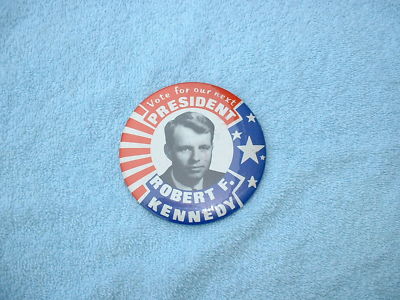 Vote for our next
PRESIDENT
ROBERT F.
KENNEDY